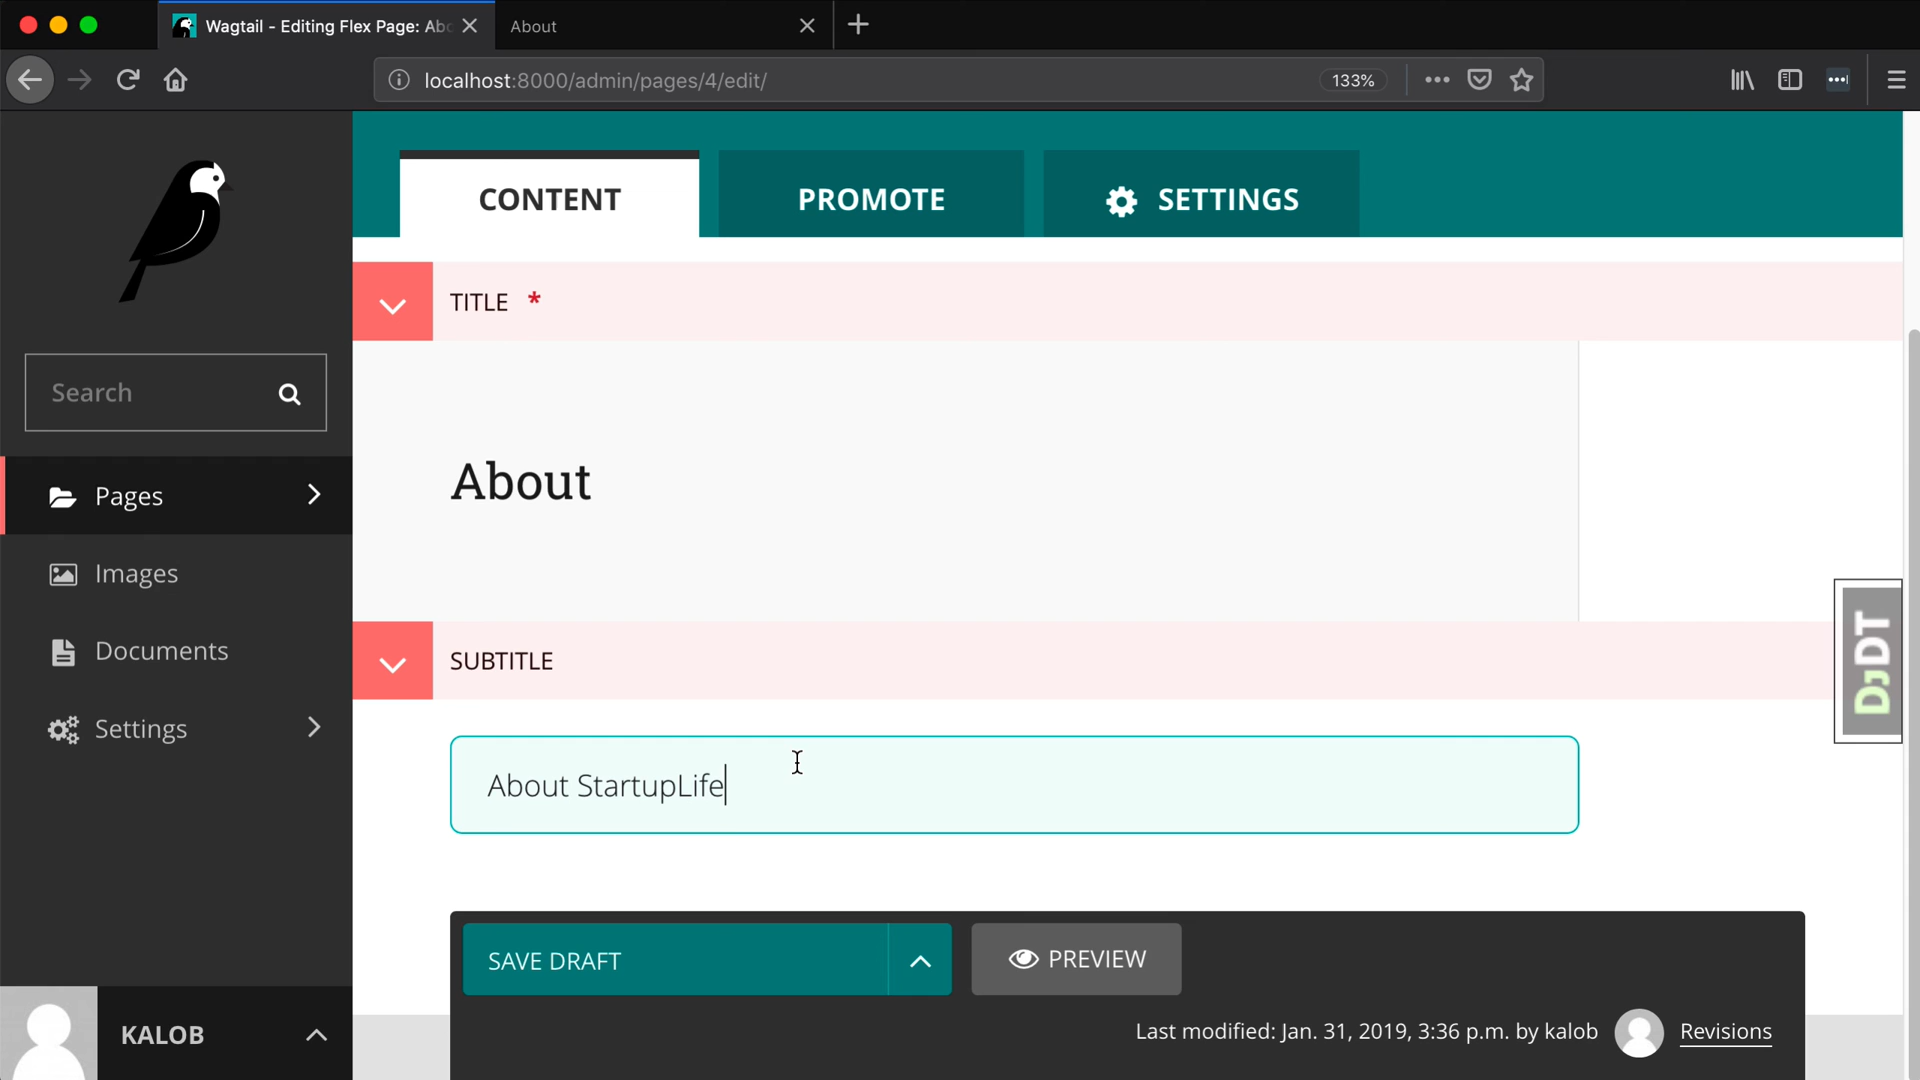 Wagtail - Editing Flex Page: Abo
About
localhost:8000/admin/pages/4/edit/
133%
CONTENT
PROMOTE
SETTINGS
TITLE *
Search
About
Pages
Images
Documents
SUBTITLE
DjDT
Settings
About StartupLife
SAVE DRAFT
PREVIEW
KALOB
Last modified: Jan. 31, 2019, 3:36 p.m. by kalob
Revisions